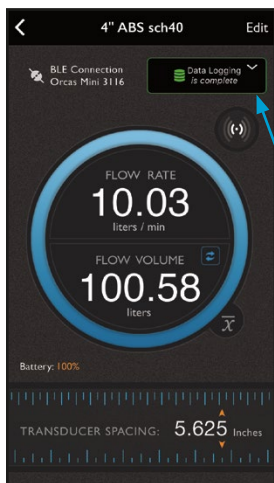 4" ABS sch40
Edit
BLE Connection
Orcas Mini 3116
Data Logging
is complete
FLOW RATE
10.03
liters / min
FLOW VOLUME
100.58
liters
x̅
Battery: 100%
TRANSDUCER SPACING: 5.625 Inches